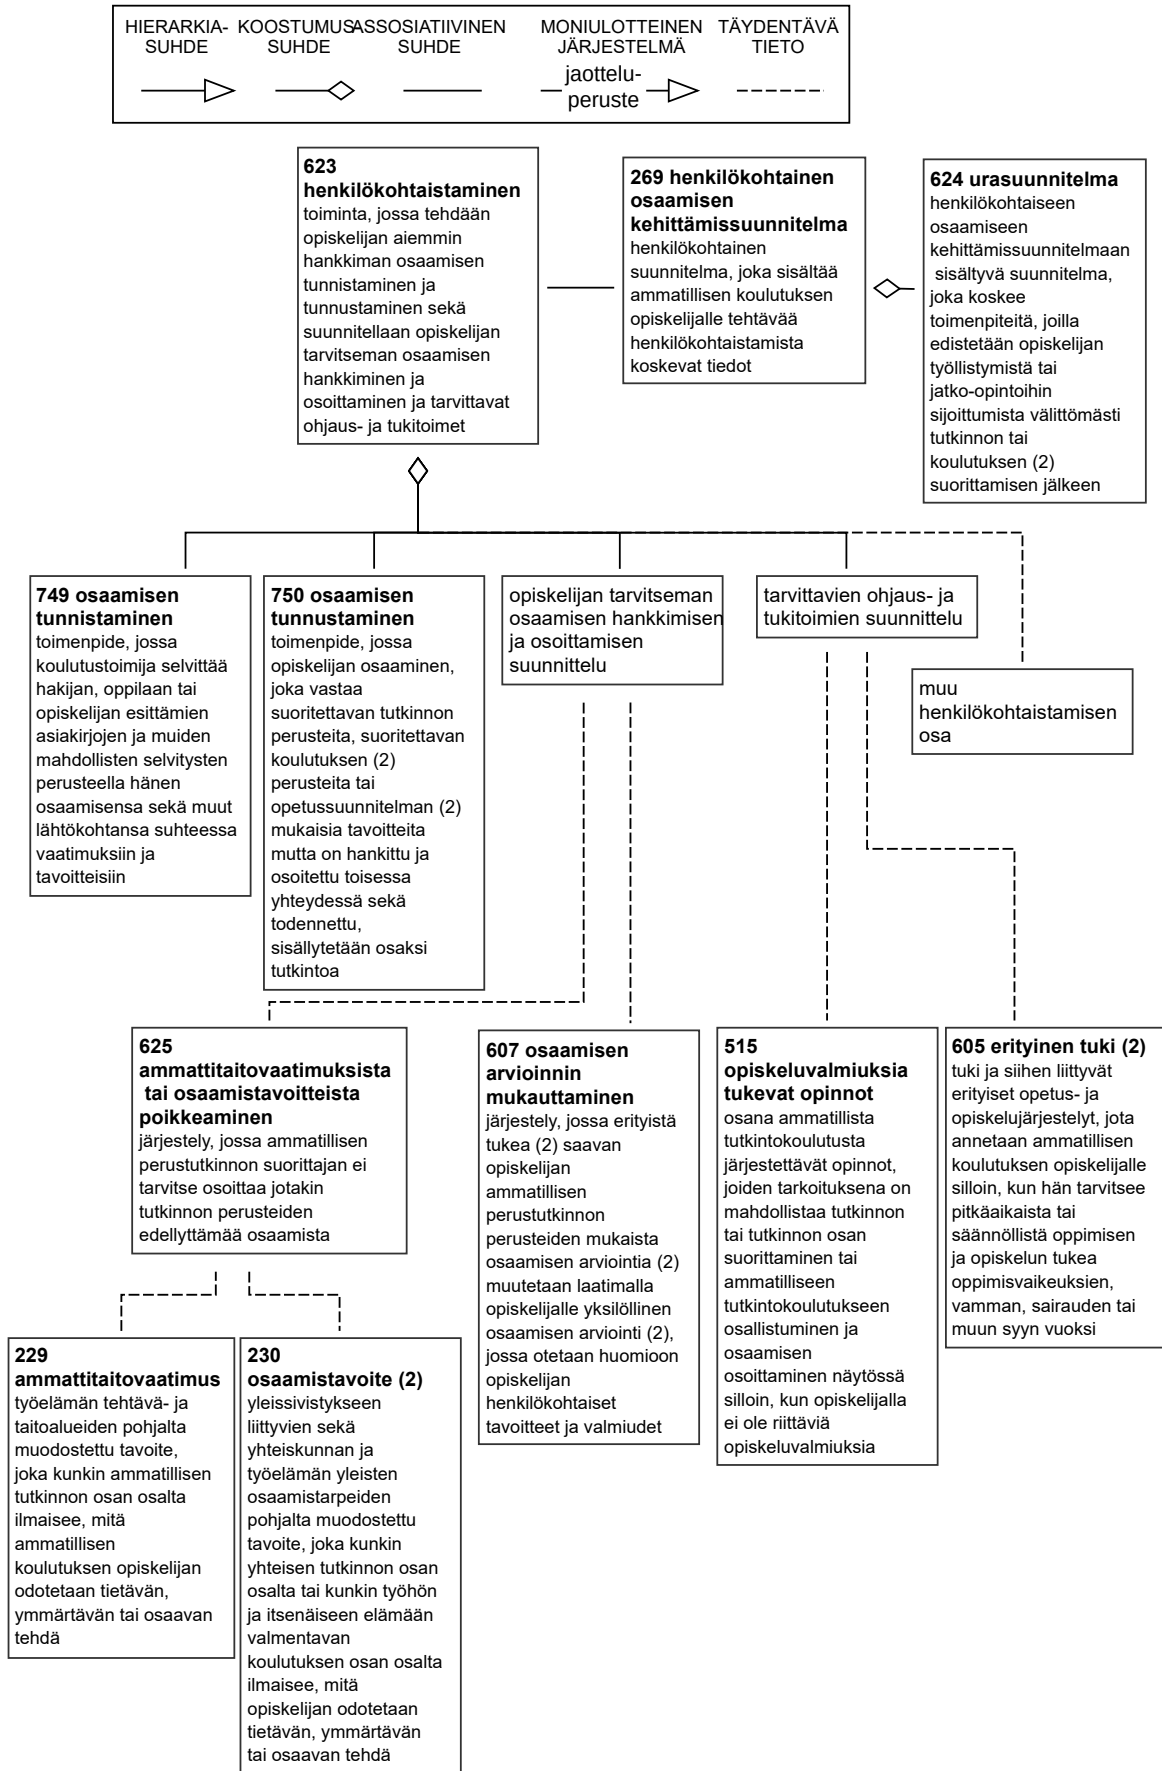 HIERARKIA-
SUHDE
KOOSTUMUS
SUHDE
ASSOSIATIIVINEN
SUHDE
MONIULOTTEINEN
JÄRJESTELMÄ
TÄYDENTÄVÄ
TIETO
jaottelu-
peruste
623
henkilökohtaistaminen
toiminta, jossa tehdään
opiskelijan aiemmin
hankkiman osaamisen
tunnistaminen ja
tunnustaminen sekä
suunnitellaan opiskelijan
tarvitseman osaamisen
hankkiminen ja
osoittaminen ja tarvittavat
ohjaus- ja tukitoimet
269 henkilökohtainen
osaamisen
kehittämissuunnitelma
henkilökohtainen
suunnitelma, joka sisältää
ammatillisen koulutuksen
opiskelijalle tehtävää
henkilökohtaistamista
koskevat tiedot
624 urasuunnitelma
henkilökohtaiseen
osaamiseen
kehittämissuunnitelmaan
sisältyvä suunnitelma,
joka koskee
toimenpiteitä, joilla
edistetään opiskelijan
työllistymistä tai
jatko-opintoihin
sijoittumista välittömästi
tutkinnon tai
koulutuksen (2)
suorittamisen jälkeen
749 osaamisen
tunnistaminen
toimenpide, jossa
koulutustoimija selvittää
hakijan, oppilaan tai
opiskelijan esittämien
asiakirjojen ja muiden
mahdollisten selvitysten
perusteella hänen
osaamisensa sekä muut
lähtökohtansa suhteessa
vaatimuksiin ja
tavoitteisiin
750 osaamisen
tunnustaminen
toimenpide, jossa
opiskelijan osaaminen,
joka vastaa
suoritettavan tutkinnon
perusteita, suoritettavan
koulutuksen (2)
perusteita tai
opetussuunnitelman (2)
mukaisia tavoitteita
mutta on hankittu ja
osoitettu toisessa
yhteydessä sekä
todennettu,
sisällytetään osaksi
tutkintoa
opiskelijan tarvitseman
osaamisen hankkimisen
ja osoittamisen
suunnittelu
tarvittavien ohjaus- ja
tukitoimien suunnittelu
muu
henkilökohtaistamisen
osa
625
ammattitaitovaatimuksista
tai osaamistavoitteista
poikkeaminen
järjestely, jossa ammatillisen
perustutkinnon suorittajan ei
tarvitse osoittaa jotakin
tutkinnon perusteiden
edellyttämää osaamista
607 osaamisen
arvioinnin
mukauttaminen
järjestely, jossa erityistä
tukea (2) saavan
opiskelijan
ammatillisen
perustutkinnon
perusteiden mukaista
osaamisen arviointia (2)
muutetaan laatimalla
opiskelijalle yksilöllinen
osaamisen arviointi (2),
jossa otetaan huomioon
opiskelijan
henkilökohtaiset
tavoitteet ja valmiudet
515
opiskeluvalmiuksia
tukevat opinnot
osana ammatillista
tutkintokoulutusta
järjestettävät opinnot,
joiden tarkoituksena on
mahdollistaa tutkinnon
tai tutkinnon osan
suorittaminen tai
ammatilliseen
tutkintokoulutukseen
osallistuminen ja
osaamisen
osoittaminen näytössä
silloin, kun opiskelijalla
ei ole riittäviä
opiskeluvalmiuksia
605 erityinen tuki (2)
tuki ja siihen liittyvät
erityiset opetus- ja
opiskelujärjestelyt, jota
annetaan ammatillisen
koulutuksen opiskelijalle
silloin, kun hän tarvitsee
pitkäaikaista tai
säännöllistä oppimisen
ja opiskelun tukea
oppimisvaikeuksien,
vamman, sairauden tai
muun syyn vuoksi
229
ammattitaitovaatimus
työelämän tehtävä- ja
taitoalueiden pohjalta
muodostettu tavoite,
joka kunkin ammatillisen
tutkinnon osan osalta
ilmaisee, mitä
ammatillisen
koulutuksen opiskelijan
odotetaan tietävän,
ymmärtävän tai osaavan
tehdä
230
osaamistavoite (2)
yleissivistykseen
liittyvien sekä
yhteiskunnan ja
työelämän yleisten
osaamistarpeiden
pohjalta muodostettu
tavoite, joka kunkin
yhteisen tutkinnon osan
osalta tai kunkin työhön
ja itsenäiseen elämään
valmentavan
koulutuksen osan osalta
ilmaisee, mitä
opiskelijan odotetaan
tietävän, ymmärtävän
tai osaavan tehdä